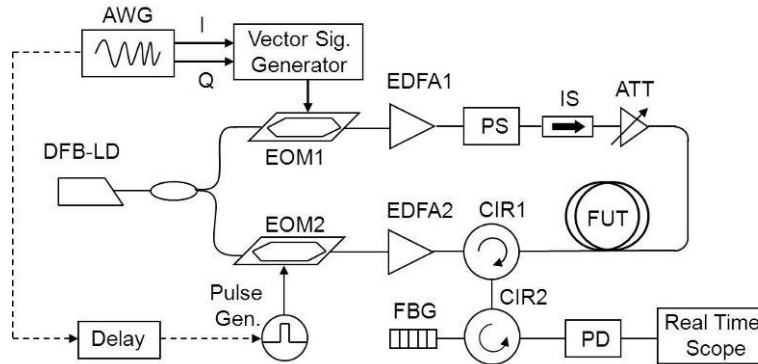 AWG
I
Q
Vector Sig.
Generator
EDFA1
PS
IS
ATT
DFB-LD
EOM1
EOM2
EDFA2
CIR1
FUT
Pulse
Gen.
Delay
FBG
CIR2
PD
Real Time
Scope